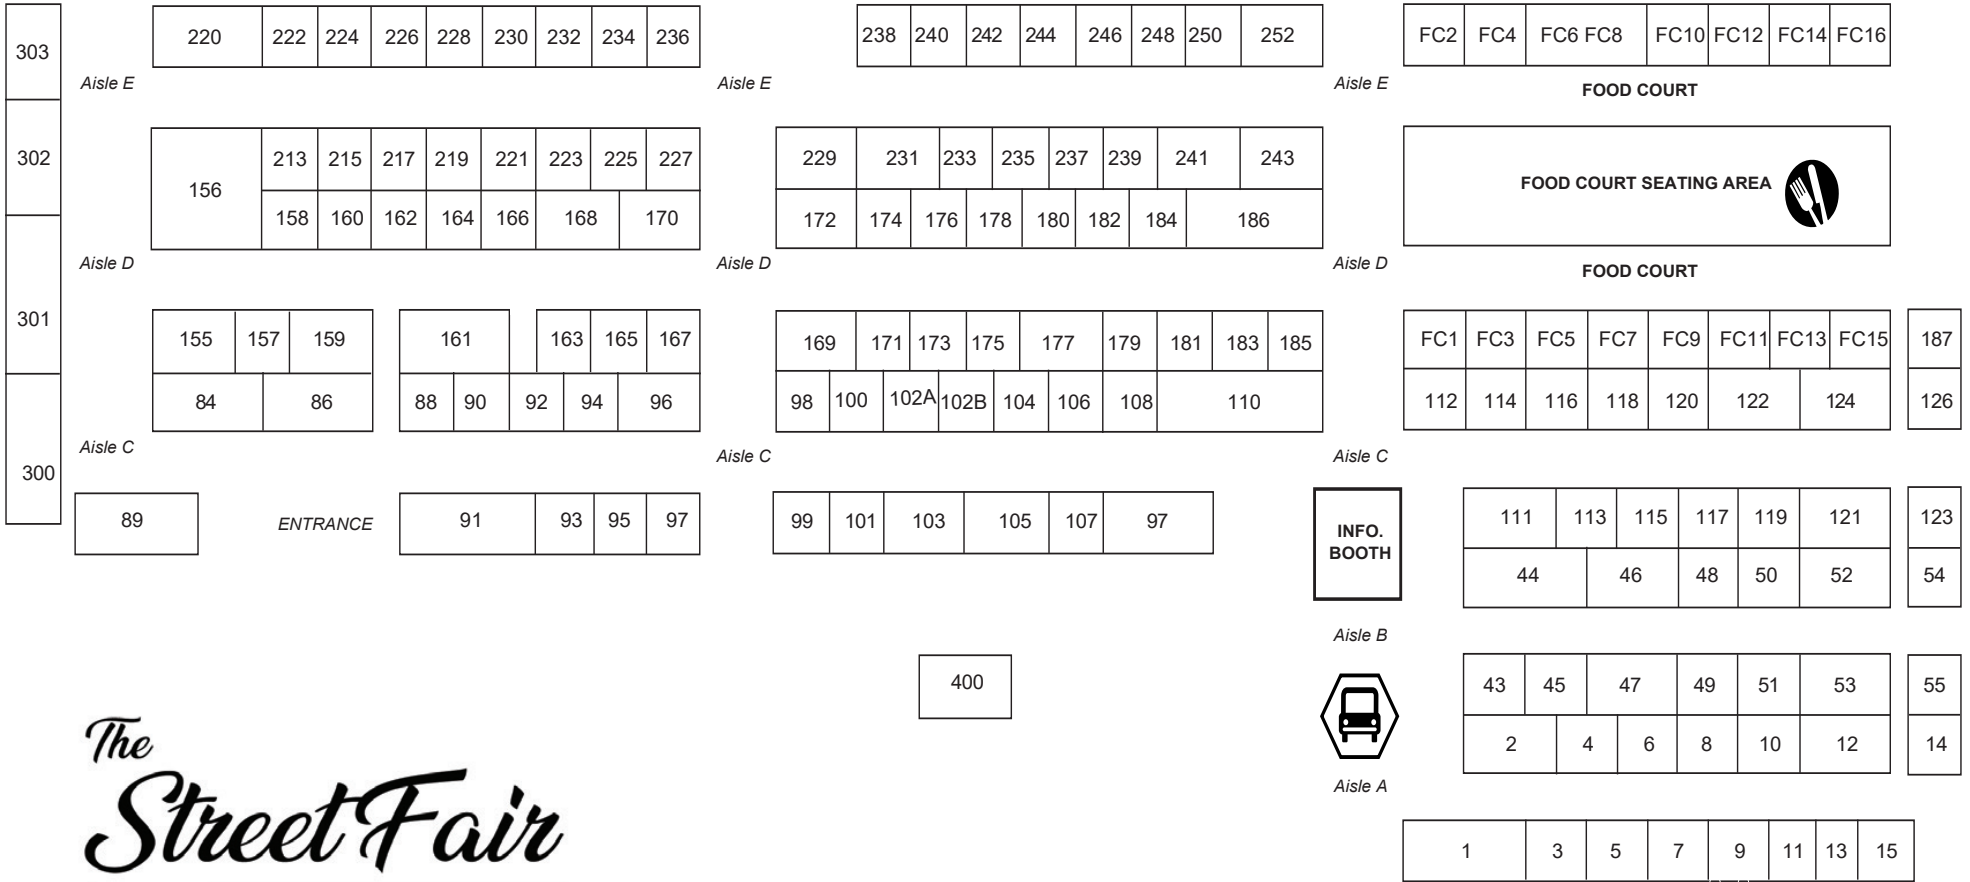 303 220 222 224 226 228 230 232 234 236 238 240 242 244 246 248 250 252 FC2 FC4 FC6 FC8 FC10 FC12 FC14 FC16
Aisle E Aisle E Aisle E FOOD COURT
302 156 213 215 217 219 221 223 225 227 229 231 233 235 237 239 241 243 FOOD COURT SEATING AREA
158 160 162 164 166 168 170 172 174 176 178 180 182 184 186
Aisle D Aisle D Aisle D FOOD COURT
301 155 157 159 161 163 165 167 169 171 173 175 177 179 181 183 185 FC1 FC3 FC5 FC7 FC9 FC11 FC13 FC15 187
84 86 88 90 92 94 96 98 100 102A 102B 104 106 108 110 112 114 116 118 120 122 124 126
Aisle C Aisle C Aisle C
300
89 ENTRANCE 91 93 95 97 99 101 103 105 107 97 INFO. 111 113 115 117 119 121 123
BOOTH
44 46 48 50 52 54
Aisle B
400 43 45 47 49 51 53 55
2 4 6 8 10 12 14
Aisle A
The
Street Fair
1 3 5 7 9 11 13 15